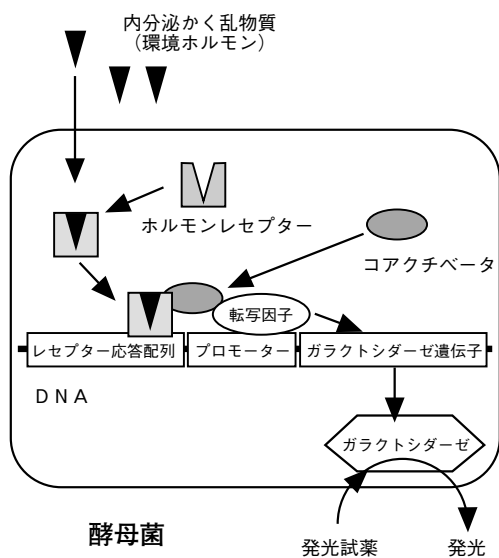 内分泌かく乱物質
（環境ホルモン）
ホルモンレセプター
コアクチベータ
転写因子
レセプター応答配列
プロモーター
ガラクトシダーゼ遺伝子
ＤＮＡ
ガラクトシダーゼ
酵母菌
発光試薬
発光